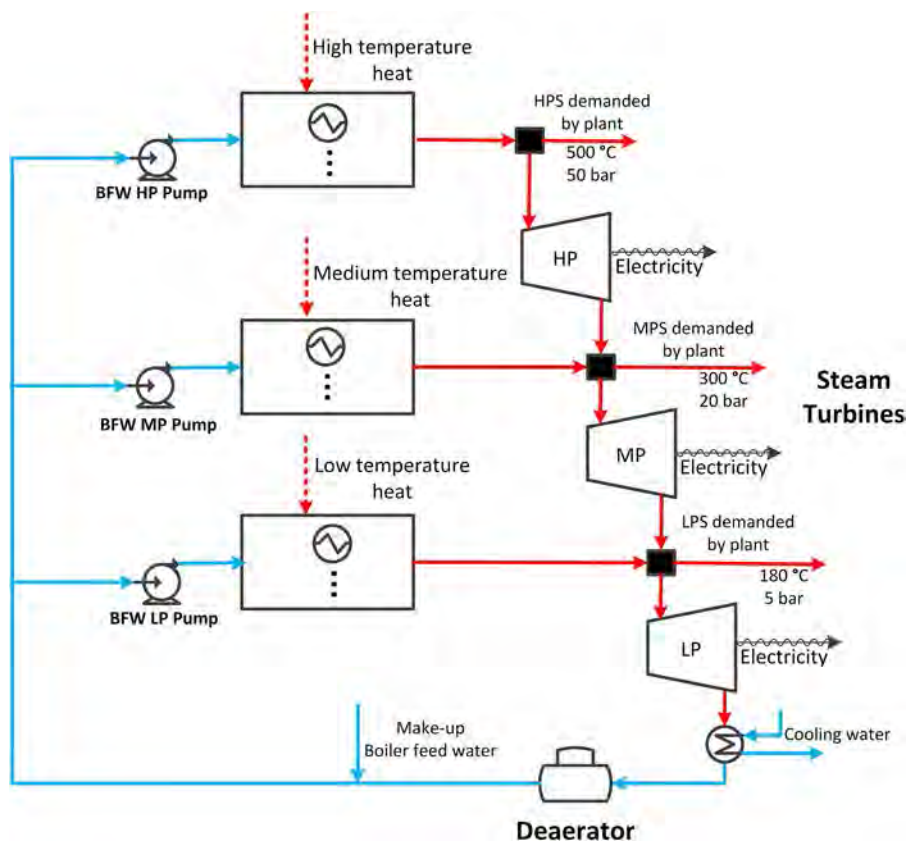 High temperature
heat
HPS demanded
by plant
500 °C
50 bar
BFW HP Pump
HP
Electricity
Medium temperature
heat
MPS demanded
by plant
300 °C
20 bar
Steam
Turbines
BFW MP Pump
MP
Electricity
Low temperature
heat
LPS demanded
by plant
180 °C
5 bar
BFW LP Pump
LP
Electricity
Make-up
Boiler feed water
Cooling water
Deaerator